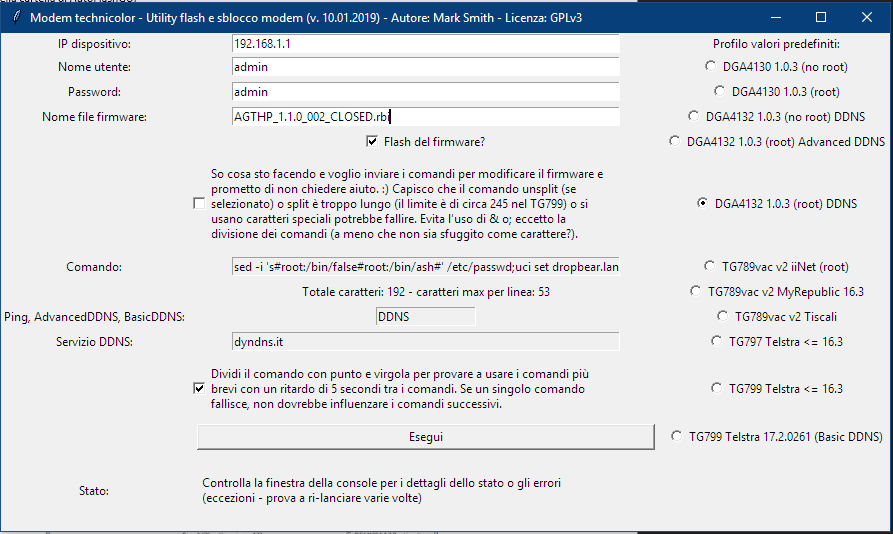 Modem technicolor - Utility flash e sblocco modem (v. 10.01.2019) - Autore: Mark Smith - Licenza: GPLv3
IP dispositivo:
192.168.1.1
Profilo valori predefiniti:
Nome utente:
admin
DGA4130 1.0.3 (no root)
Password:
admin
DGA4130 1.0.3 (root)
Nome file firmware:
AGTHP_1.1.0_002_CLOSED.rbi
DGA4132 1.0.3 (no root) DDNS
Flash del firmware?
DGA4132 1.0.3 (root) Advanced DDNS
So cosa sto facendo e voglio inviare i comandi per modificare il firmware e
prometto di non chiedere aiuto. :) Capisco che il comando unsplit (se
selezionato) o split è troppo lungo (il limite è di circa 245 nel TG799) o si
usano caratteri speciali potrebbe fallire. Evita l'uso di & o; eccetto la
divisione dei comandi (a meno che non sia sfuggito come carattere?).
DGA4132 1.0.3 (root) DDNS
Comando:
sed -i 's#root:/bin/false#root:/bin/ash#' /etc/passwd;uci set dropbear.lan
TG789vac v2 iiNet (root)
Totale caratteri: 192 - caratteri max per linea: 53
TG789vac v2 MyRepublic 16.3
Ping, AdvancedDDNS, BasicDDNS:
DDNS
TG789vac v2 Tiscali
Servizio DDNS:
dyndns.it
TG797 Telstra <= 16.3
Dividi il comando con punto e virgola per provare a usare i comandi più
brevi con un ritardo di 5 secondi tra i comandi. Se un singolo comando
fallisce, non dovrebbe influenzare i comandi successivi.
TG799 Telstra <= 16.3
Esegui
TG799 Telstra 17.2.0261 (Basic DDNS)
Stato:
Controlla la finestra della console per i dettagli dello stato o gli errori
(eccezioni - prova a ri-lanciare varie volte)